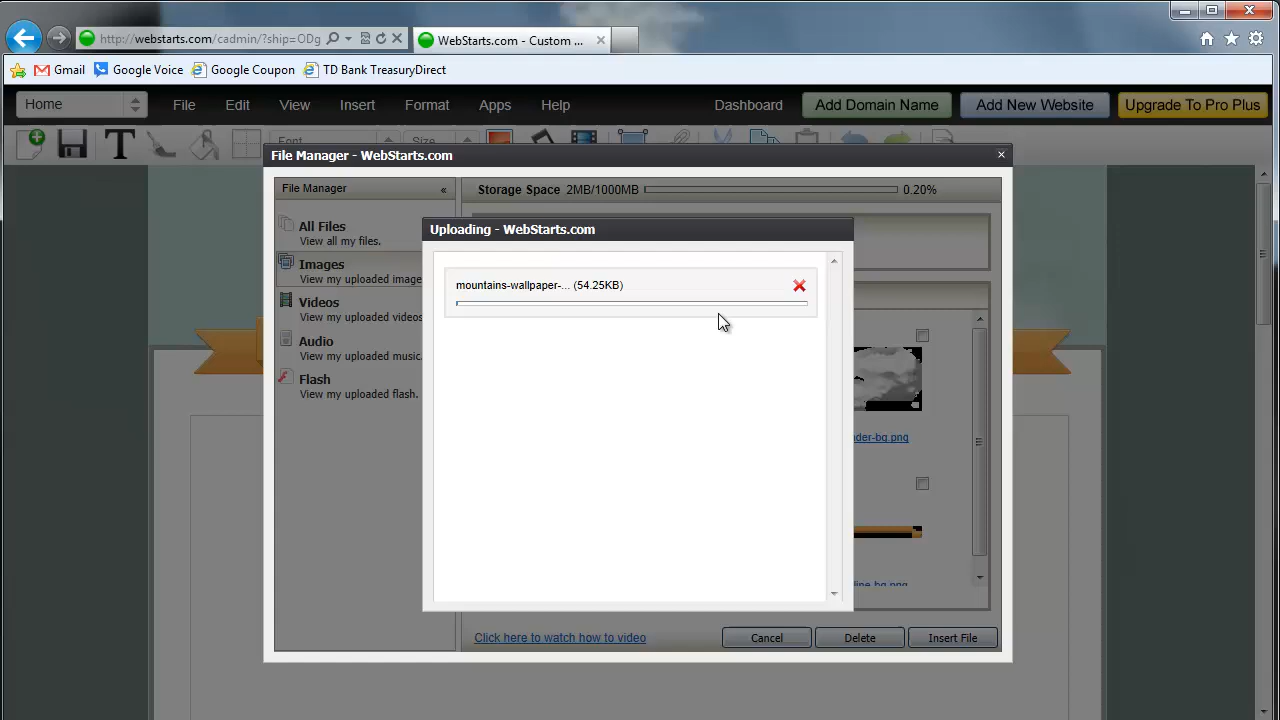 http://webstarts.com/cadmin/?ship=ODg
WebStarts.com - Custom ...
Gmail
Google Voice
Google Coupon
TD Bank TreasuryDirect
Home
File
Edit
View
Insert
Format
Apps
Help
Dashboard
Add Domain Name
Add New Website
Upgrade To Pro Plus
Font
Size
File Manager - WebStarts.com
File Manager
«
Storage Space 2MB/1000MB
0.20%
All Files
View all my files.
Images
View my uploaded image
Videos
View my uploaded videos
Audio
View my uploaded music.
Flash
View my uploaded flash.
Uploading - WebStarts.com
mountains-wallpaper-... (54.25KB)
der-bg.png
line-bg.png
Click here to watch how to video
Cancel
Delete
Insert File